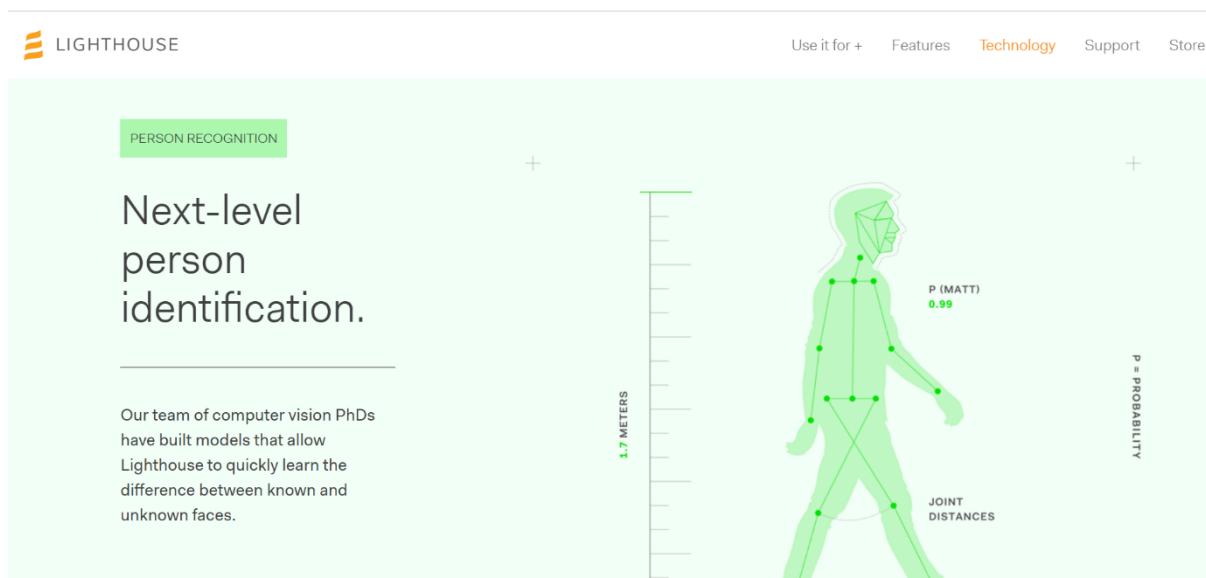 LIGHTHOUSE
Use it for + Features Technology Support Store
PERSON RECOGNITION
Next-level
person
identification.
Our team of computer vision PhDs
have built models that allow
Lighthouse to quickly learn the
difference between known and
unknown faces.
1.7 METERS
P (MATT)
0.99
P = PROBABILITY
JOINT
DISTANCES